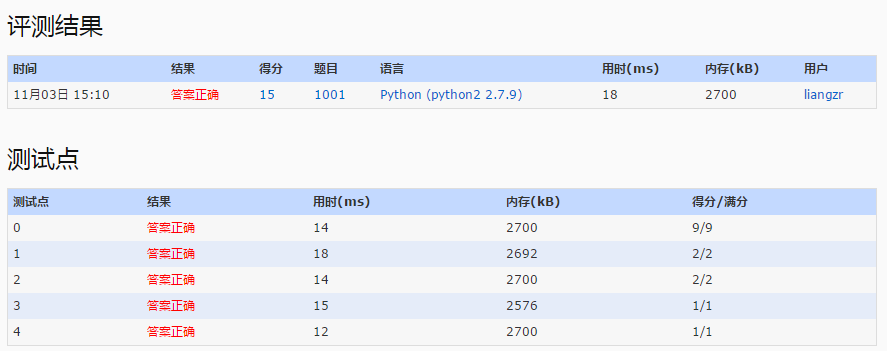 评测结果
时间 结果 得分 题目 语言 用时(ms) 内存(kB) 用户
11月03日 15:10 答案正确 15 1001 Python (python2 2.7.9) 18 2700 liangzr
测试点
测试点 结果 用时(ms) 内存(kB) 得分/满分
0 答案正确 14 2700 9/9
1 答案正确 18 2692 2/2
2 答案正确 14 2700 2/2
3 答案正确 15 2576 1/1
4 答案正确 12 2700 1/1